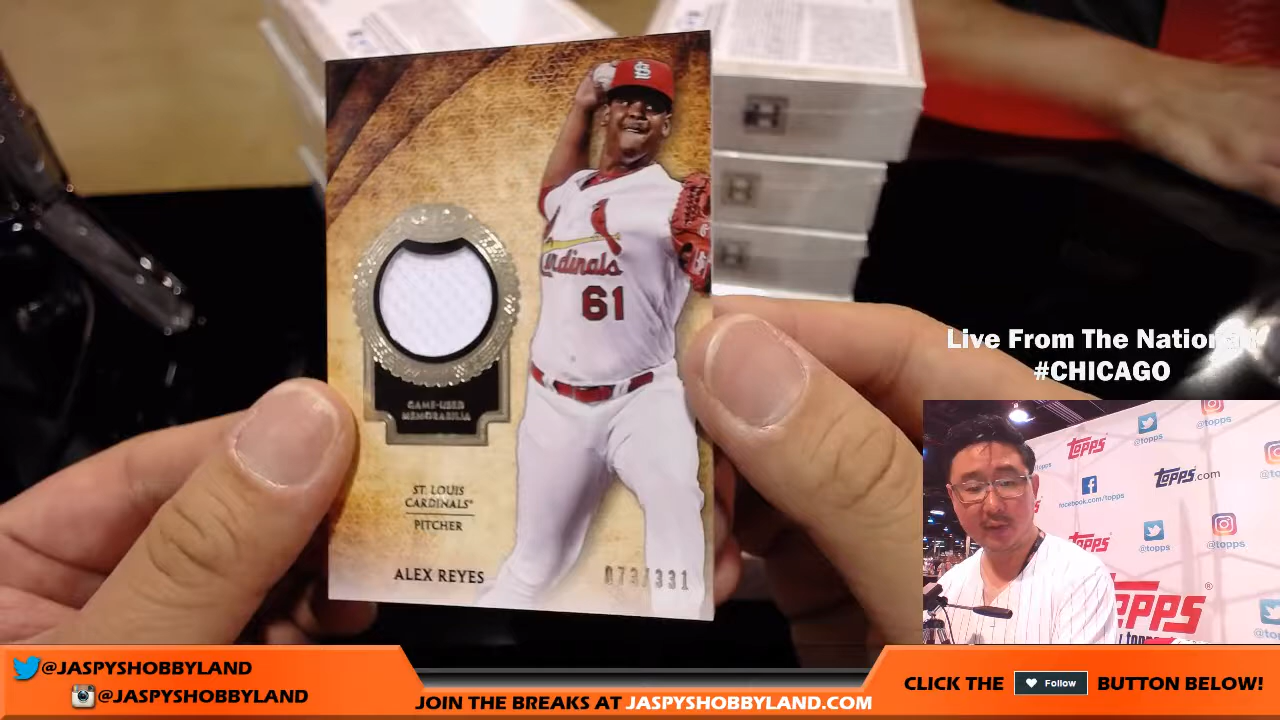 Cardinals
61
GAME-USED
MEMORABILIA
ST. LOUIS
CARDINALS®
PITCHER
ALEX REYES
073/331
Live From The National
#CHICAGO
TOPPS
@topps
@topps
facebook.com/topps
TOPPS.com
TOPPS
@topps
@topps
TOPPS®
@JASPYSHOBBYLAND
@JASPYSHOBBYLAND
JOIN THE BREAKS AT JASPYSHOBBYLAND.COM
CLICK THE Follow BUTTON BELOW!